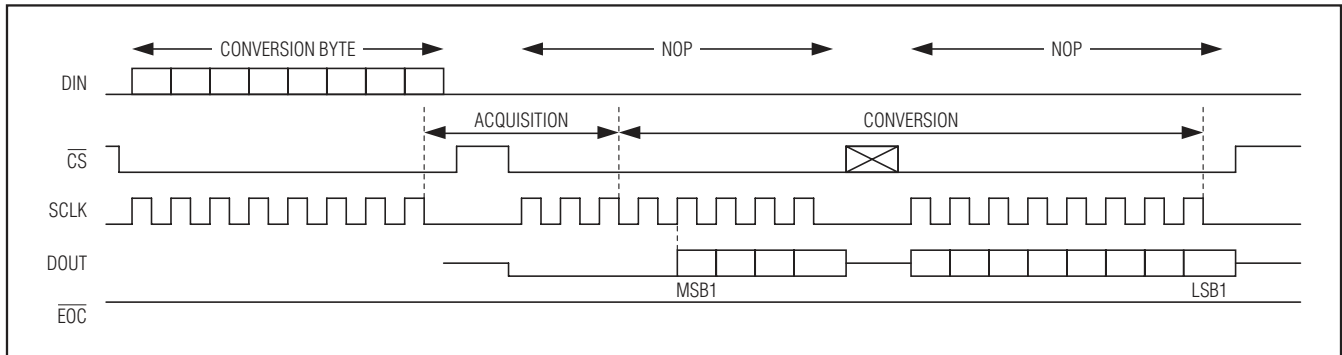 CONVERSION BYTE NOP NOP
DIN
ACQUISITION CONVERSION
CS
SCLK
DOUT
MSB1 LSB1
EOC